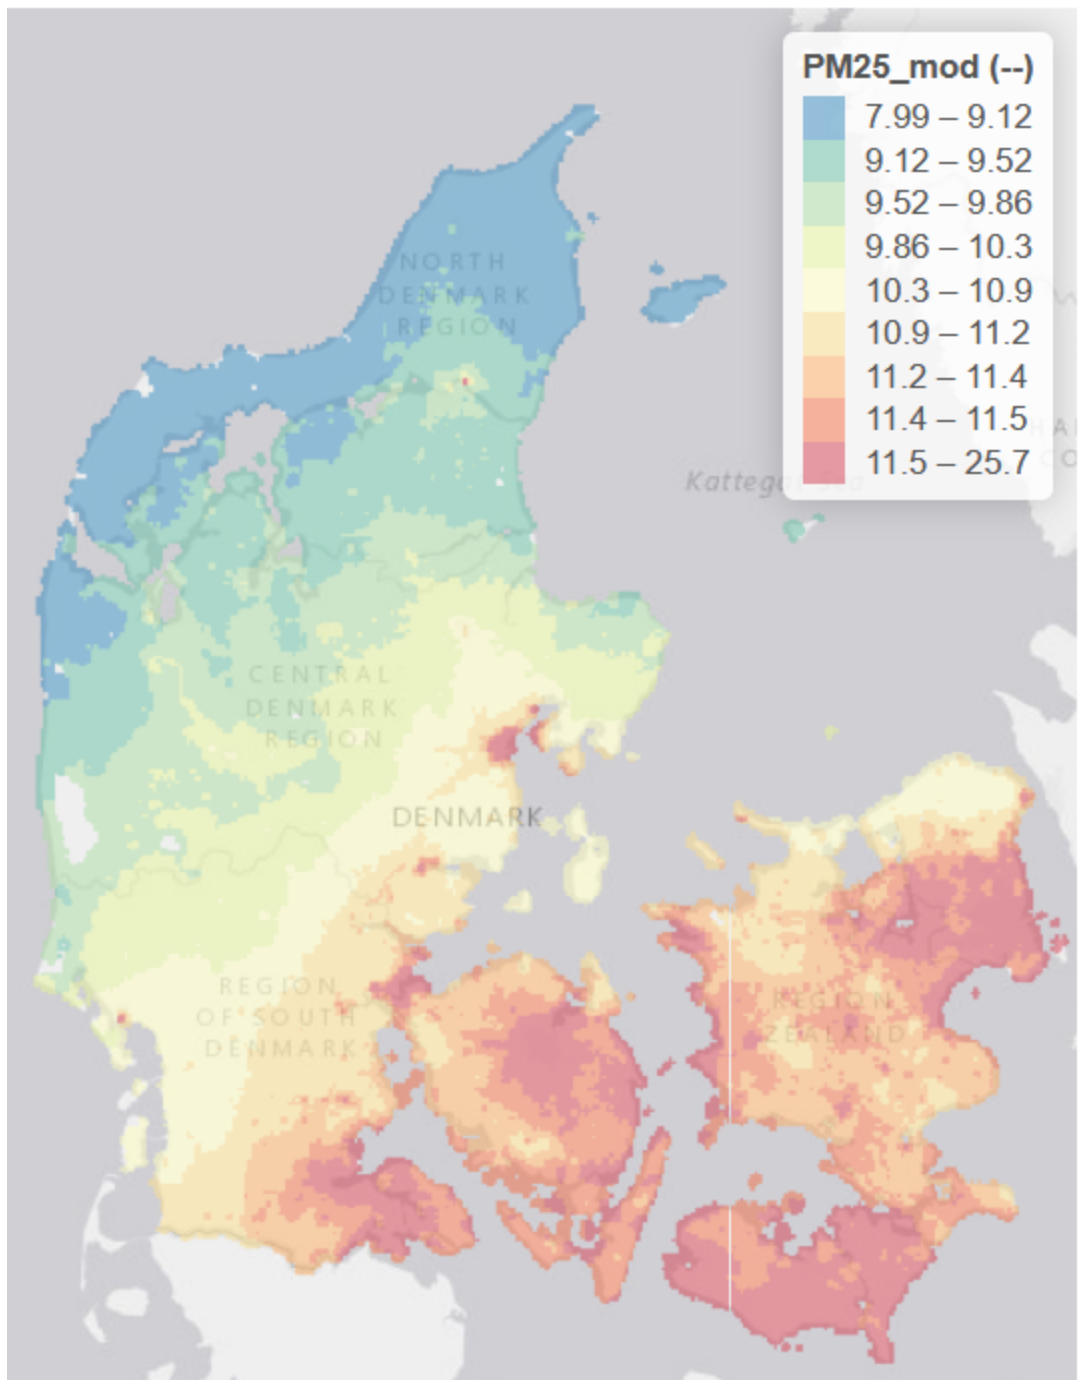 PM25_mod (--)
7.99 – 9.12
9.12 – 9.52
9.52 – 9.86
9.86 – 10.3
10.3 – 10.9
10.9 – 11.2
11.2 – 11.4
11.4 – 11.5
11.5 – 25.7
NORTH
DENMARK
REGION
CENTRAL
DENMARK
REGION
DENMARK
REGION
OF SOUTH
DENMARK
REGION
ZEALAND
Kattegat Sea